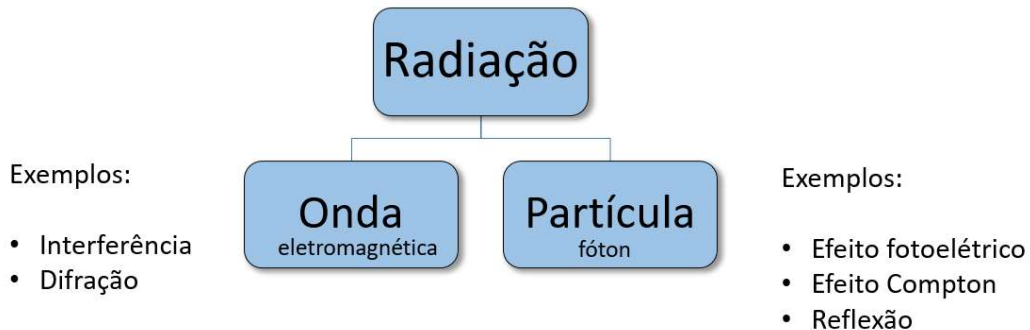 Radiação
Exemplos:
• Interferência
• Difração
Onda
eletromagnética
Partícula
fóton
Exemplos:
• Efeito fotoelétrico
• Efeito Compton
• Reflexão